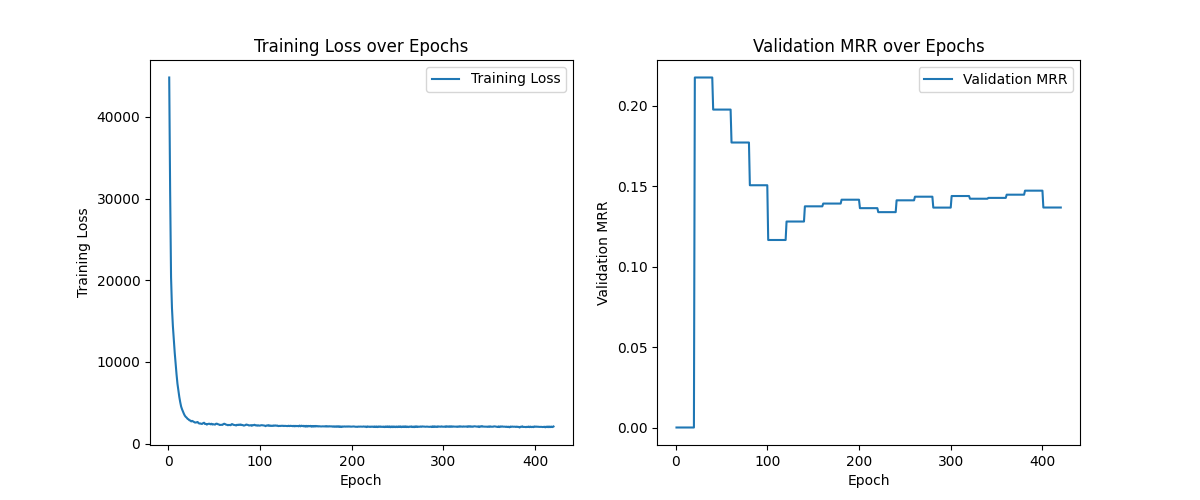 Training Loss over Epochs
Training Loss
40000
30000
20000
10000
0
Training Loss
0 100 200 300 400
Epoch
Validation MRR over Epochs
Validation MRR
0.20
0.15
0.10
0.05
0.00
Validation MRR
0 100 200 300 400
Epoch